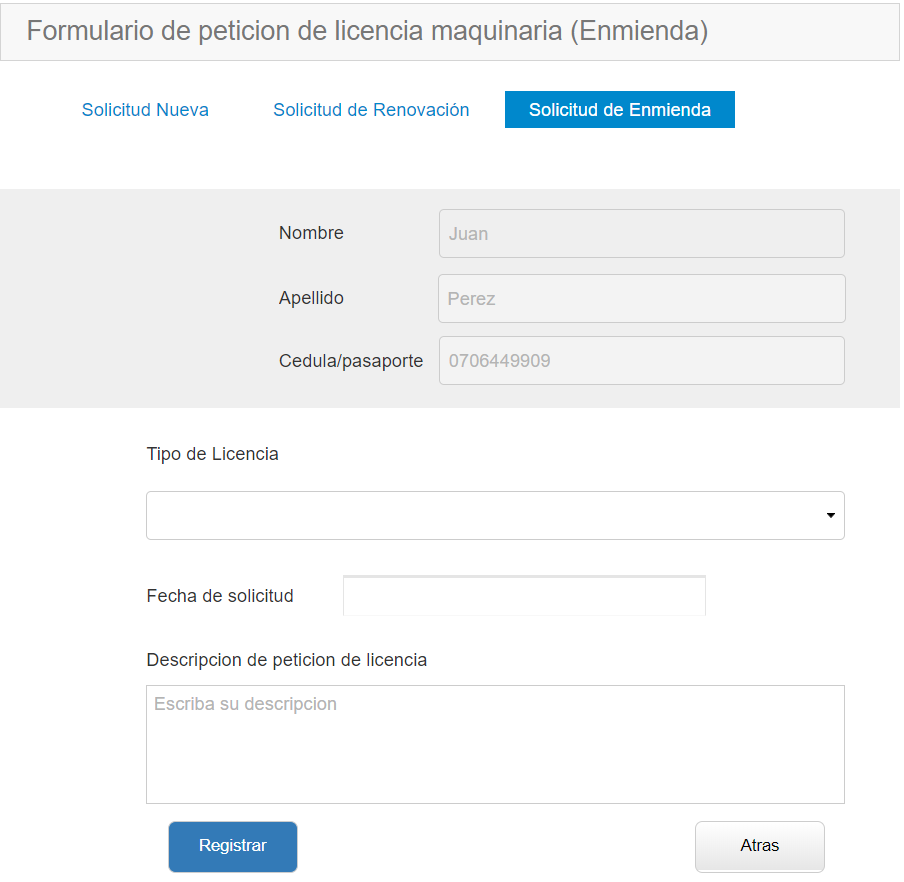 Formulario de peticion de licencia maquinaria (Enmienda)
Solicitud Nueva
Solicitud de Renovación
Solicitud de Enmienda
Nombre
Juan
Apellido
Perez
Cedula/pasaporte
0706449909
Tipo de Licencia
Fecha de solicitud
Descripcion de peticion de licencia
Escriba su descripcion
Registrar
Atras